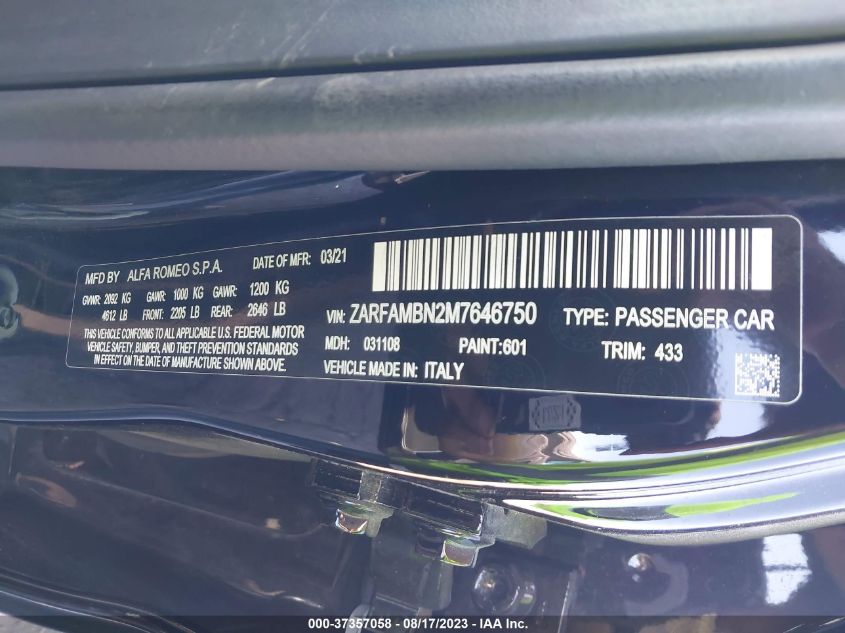 MFD BY ALFA ROMEO S.P.A. DATE OF MFR: 03/21
GVWR: 2092 KG GAWR: 1000 KG GAWR: 1200 KG
4612 LB FRONT: 2205 LB REAR: 2646 LB
THIS VEHICLE CONFORMS TO ALL APPLICABLE U.S. FEDERAL MOTOR
VEHICLE SAFETY, BUMPER, AND THEFT PREVENTION STANDARDS
IN EFFECT ON THE DATE OF MANUFACTURE SHOWN ABOVE.
VIN: ZARFAMBN2M7646750 TYPE: PASSENGER CAR
MDH: 031108 PAINT:601 TRIM: 433
VEHICLE MADE IN: ITALY
000-37357058 - 08/17/2023 - IAA Inc.